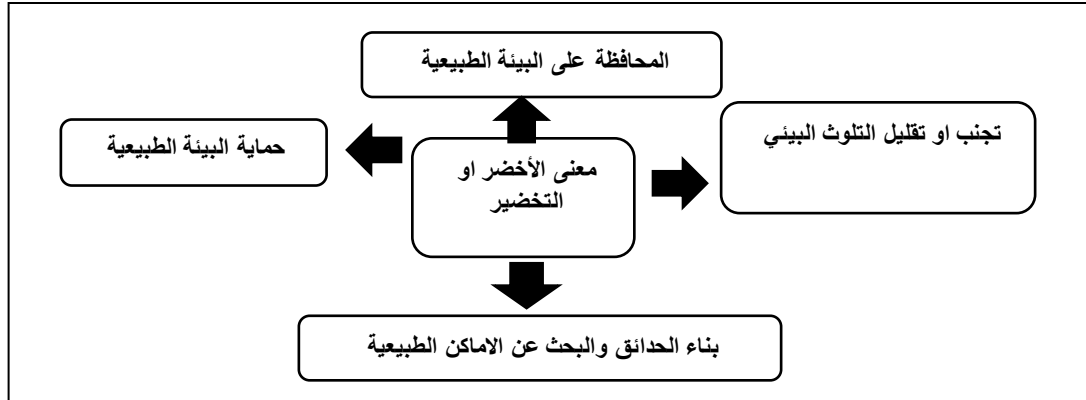 المحافظة على البيئة الطبيعية
تجنب او تقليل التلوث البيئي
حماية البيئة الطبيعية
معنى الأخضر او
التخضير
بناء الحدائق والبحث عن الاماكن الطبيعية